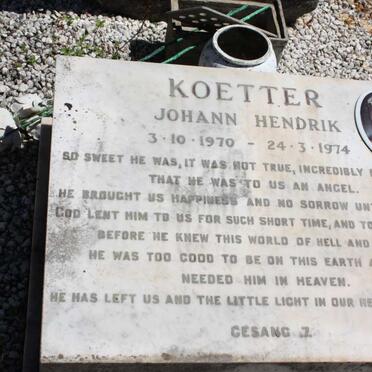 KOETTER
JOHANN HENDRIK
3·10·1970 - 24·3·1974
SO SWEET HE WAS, IT WAS NOT TRUE, INCREDIBLY
THAT HE WAS TO US AN ANGEL.
HE BROUGHT US HAPPINESS AND NO SORROW
GOD LENT HIM TO US FOR SUCH SHORT TIME, AND
BEFORE HE KNEW THIS WORLD OF HELL AND
HE WAS TOO GOOD TO BE ON THIS EARTH
NEEDED HIM IN HEAVEN.
HE HAS LEFT US AND THE LITTLE LIGHT IN OUR
GESANG 7.